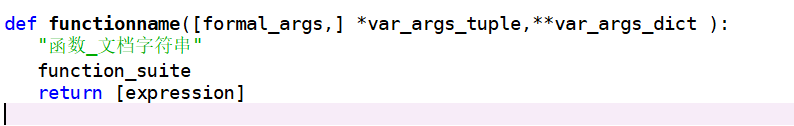 def functionname([formal_args,] *var_args_tuple,**var_args_dict ):
"函数_文档字符串"
function_suite
return [expression]